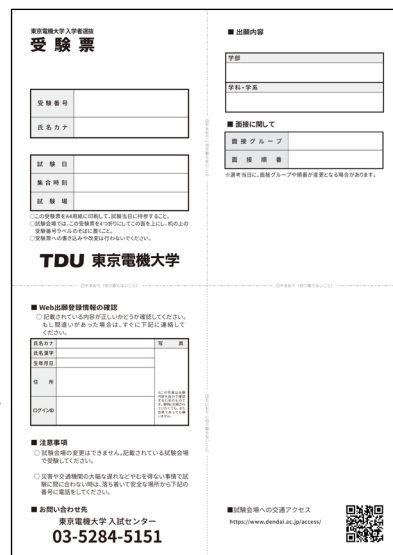 東京電機大学 入学者選抜
受験票
受験番号
氏名カナ
試験日
集合時刻
試験場
○この受験票をA4用紙に印刷して、試験当日に持参すること。
○試験会場では、この受験票を4つ折りにしてこの面を上にし、机の上の
受験番号ラベルのそばに置くこと。
○受験票への書き込みや改変は行わないでください。
TDU 東京電機大学
■ 出願内容
学部
学科・学系
■ 面接に関して
面接グループ
面接順番
※選考当日に、面接グループや順番が変更となる場合があります。
■ Web出願登録情報の確認
○ 記載されている内容が正しいかどうか確認してください。
もし間違いがあった場合は、すぐに下記に連絡して
ください。
氏名カナ
写真
氏名漢字
生年月日
住所
ログインID
■ 注意事項
○ 試験会場の変更はできません。記載されている試験会場
で受験してください。
○ 災害や交通機関の大幅な遅れなどやむを得ない事情で試
験に間に合わない時は、落ち着いて安全な場所から下記の
番号に電話をしてください。
■ お問い合わせ先
東京電機大学 入試センター
03-5284-5151
■試験会場への交通アクセス
https://www.dendai.ac.jp/access/